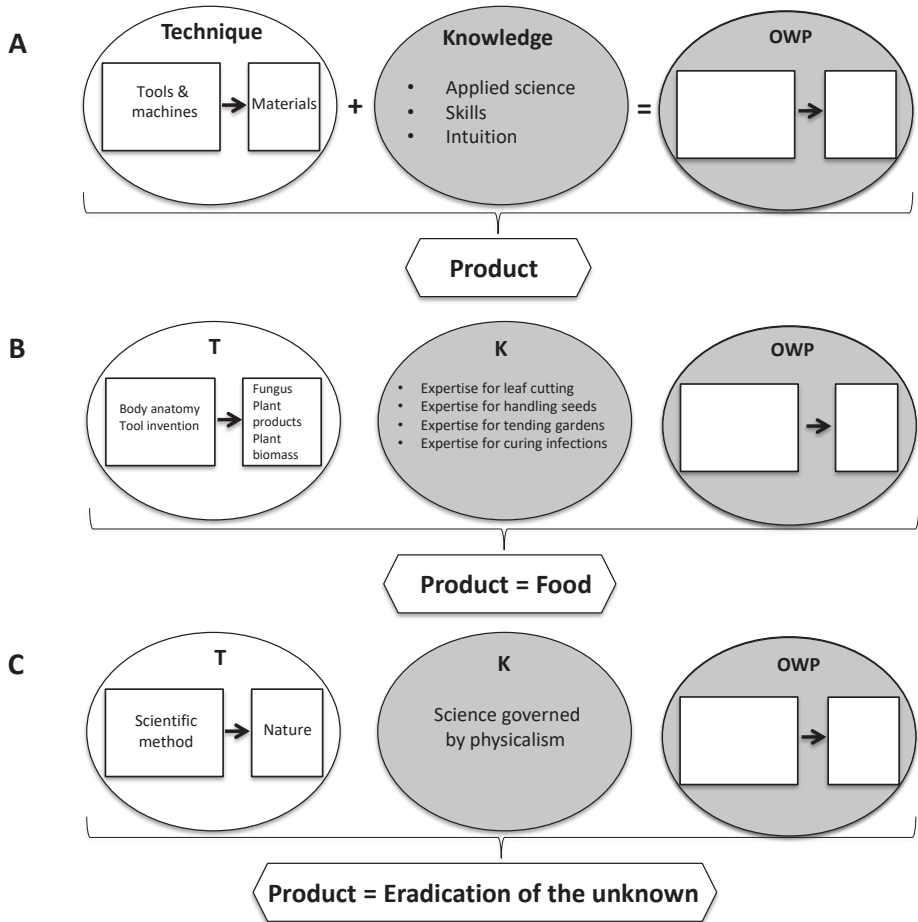 A
Technique
Tools &
machines
Materials
+
Knowledge
• Applied science
• Skills
• Intuition
=
OWP
Product
B
T
Body anatomy
Tool invention
Fungus
Plant
products
Plant
biomass
K
• Expertise for leaf cutting
• Expertise for handling seeds
• Expertise for tending gardens
• Expertise for curing infections
OWP
Product = Food
C
T
Scientific
method
Nature
K
Science governed
by physicalism
OWP
Product = Eradication of the unknown